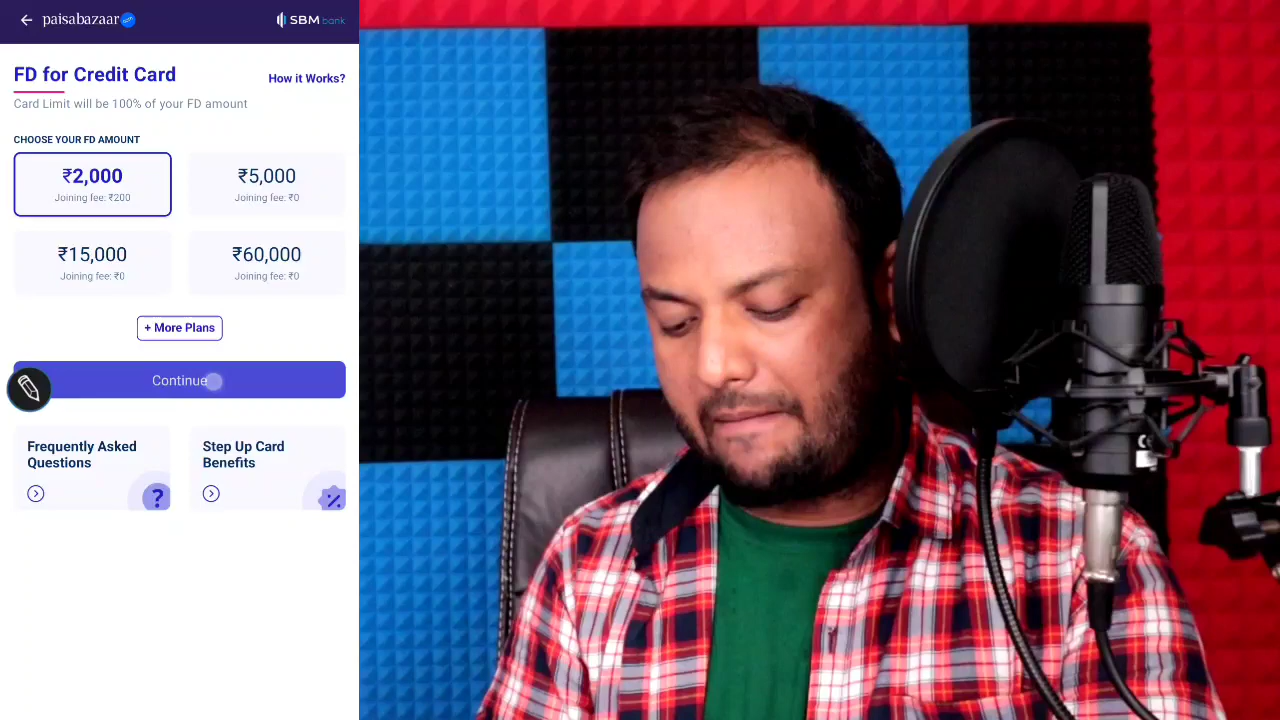 paisabazaar
SBM bank
FD for Credit Card
How it Works?
Card Limit will be 100% of your FD amount
CHOOSE YOUR FD AMOUNT
₹2,000
Joining fee: ₹200
₹5,000
Joining fee: ₹0
₹15,000
Joining fee: ₹0
₹60,000
Joining fee: ₹0
+ More Plans
Continue
Frequently Asked
Questions
?
Step Up Card
Benefits
%